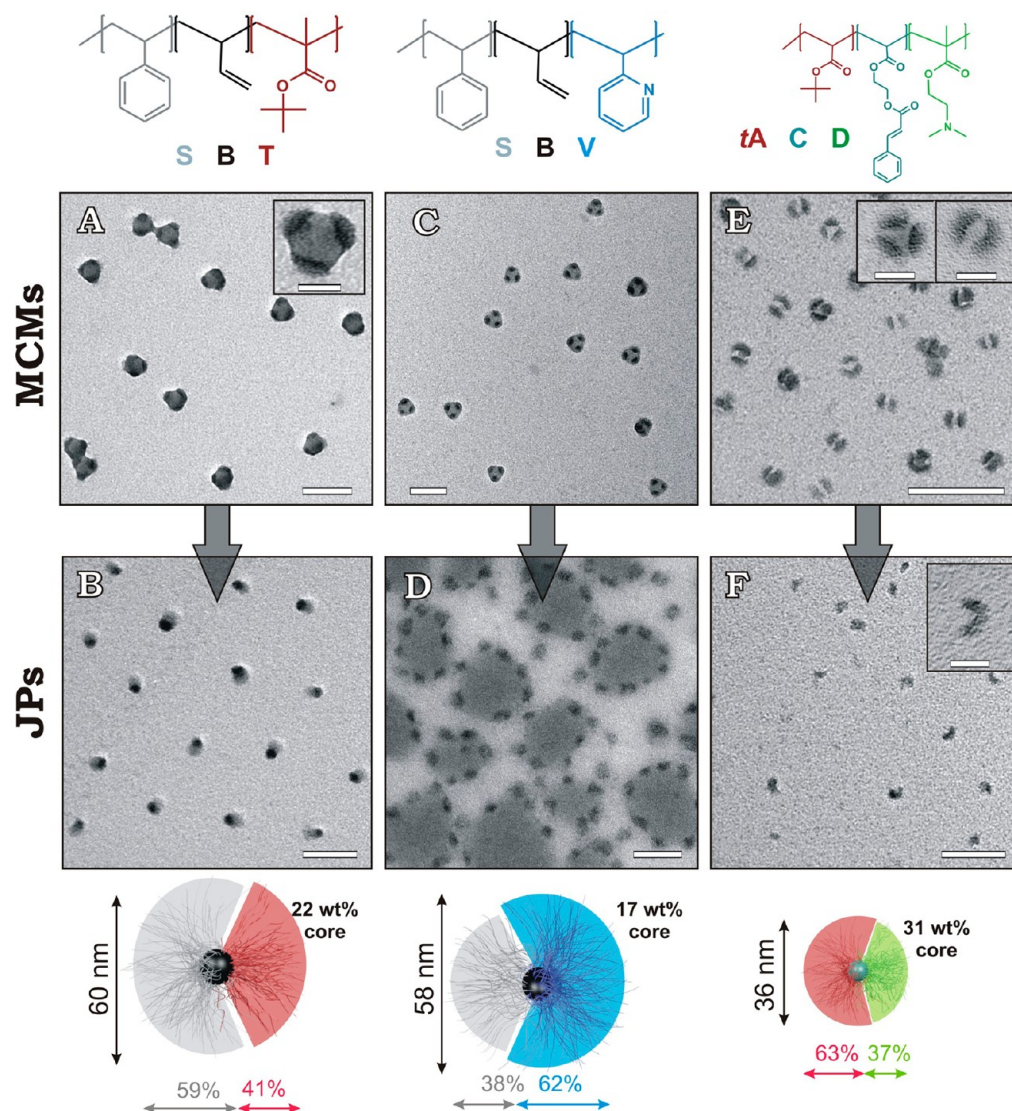 O
O
N
O
O
O
O
O
O
O
O
N
S B T
S B V
tA C D
MCMs
A
C
E
JPs
B
D
F
60 nm
22 wt%
core
59%
41%
58 nm
17 wt%
core
38%
62%
36 nm
31 wt%
core
63%
37%